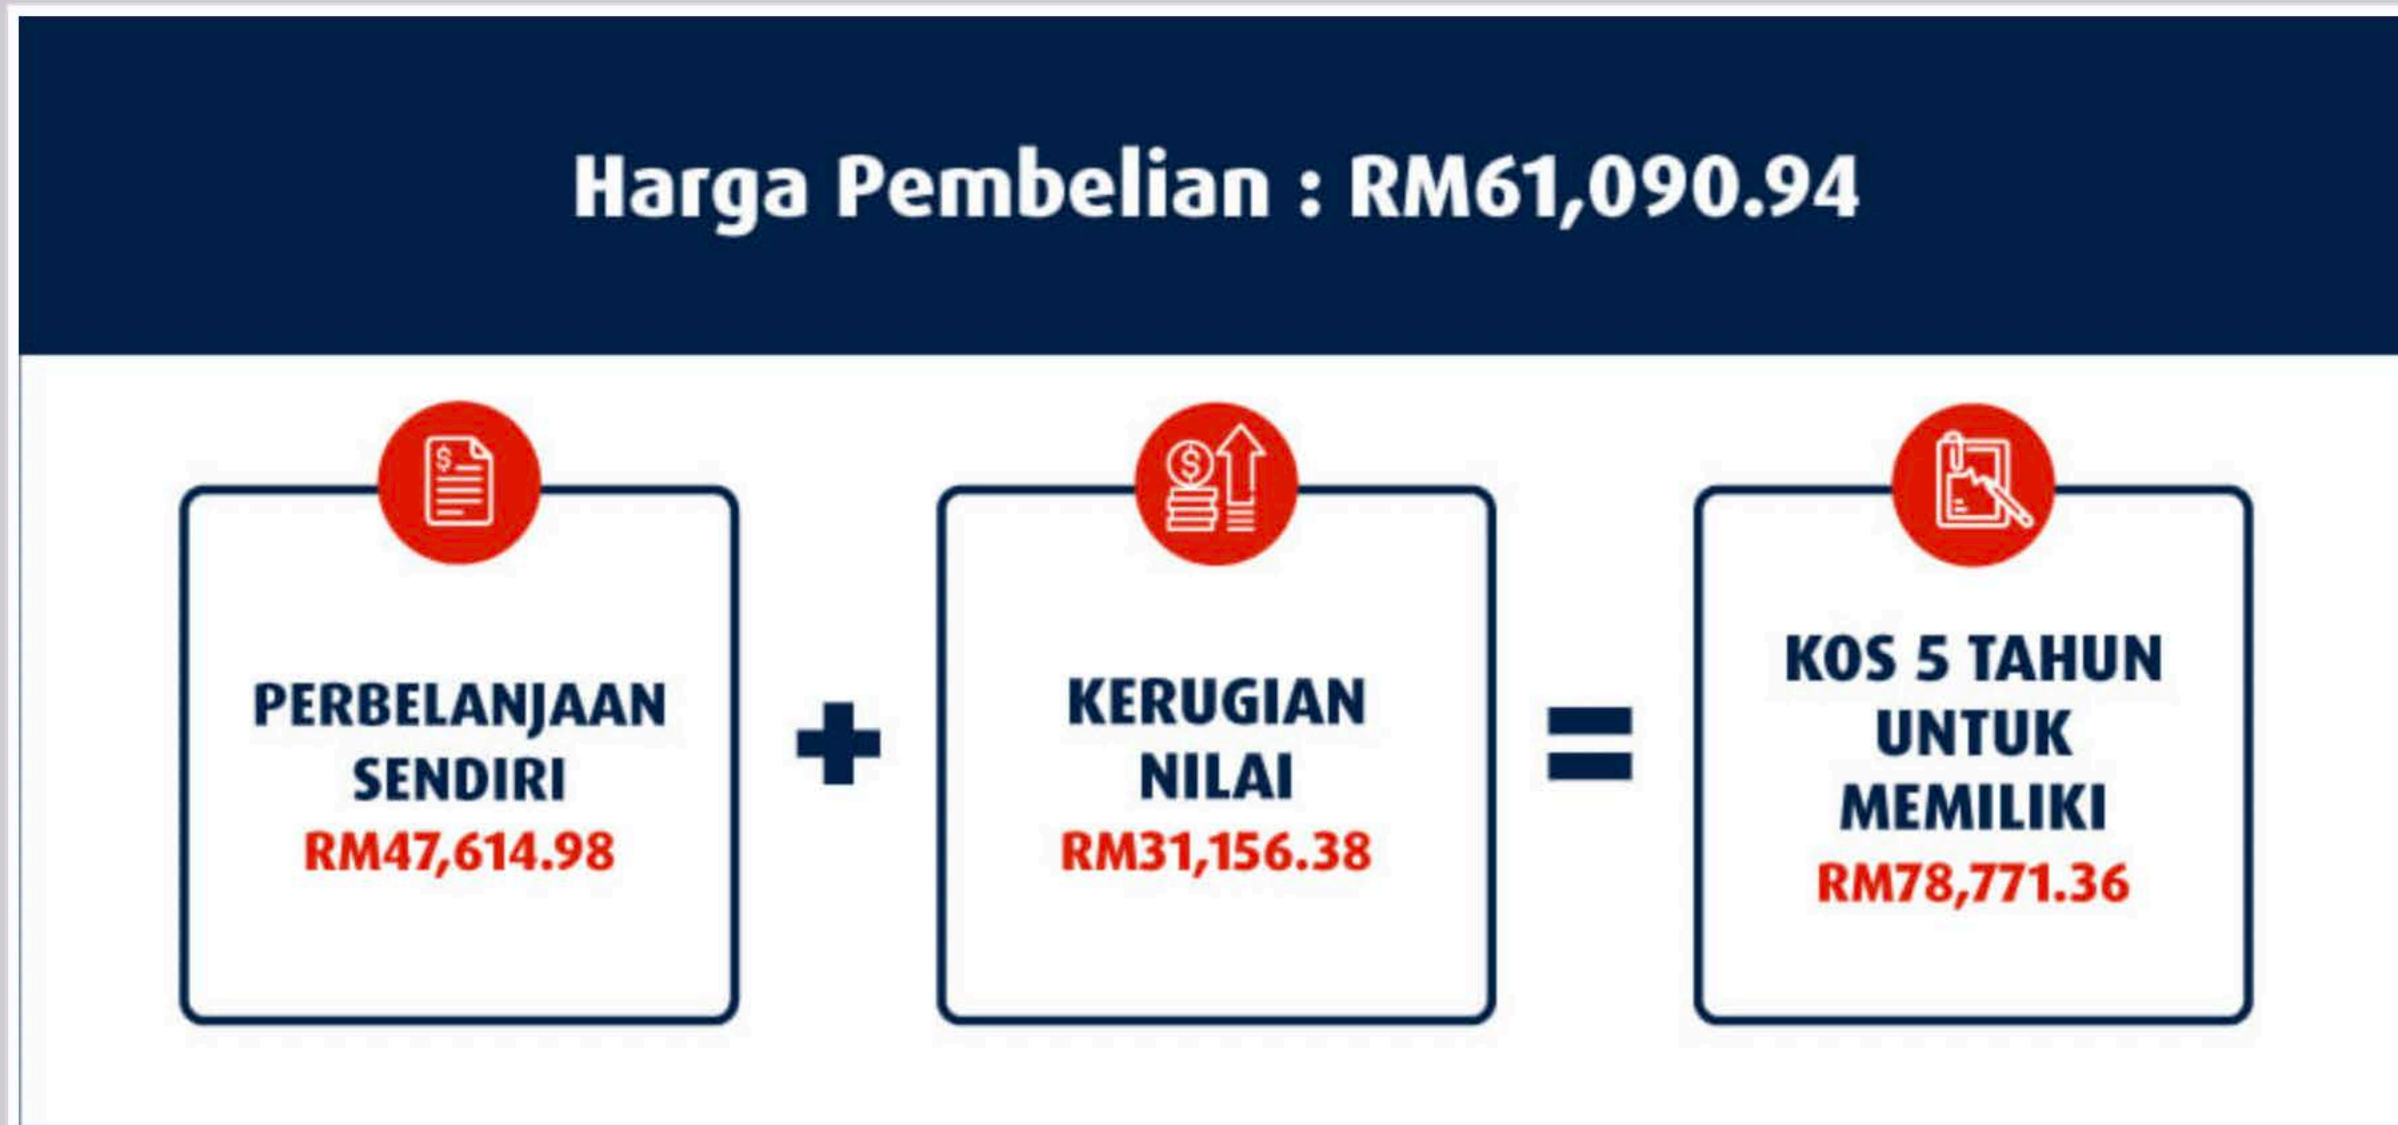 Harga Pembelian : RM61,090.94
PERBELANJAAN
SENDIRI
RM47,614.98
+
KERUGIAN
NILAI
RM31,156.38
=
KOS 5 TAHUN
UNTUK
MEMILIKI
RM78,771.36